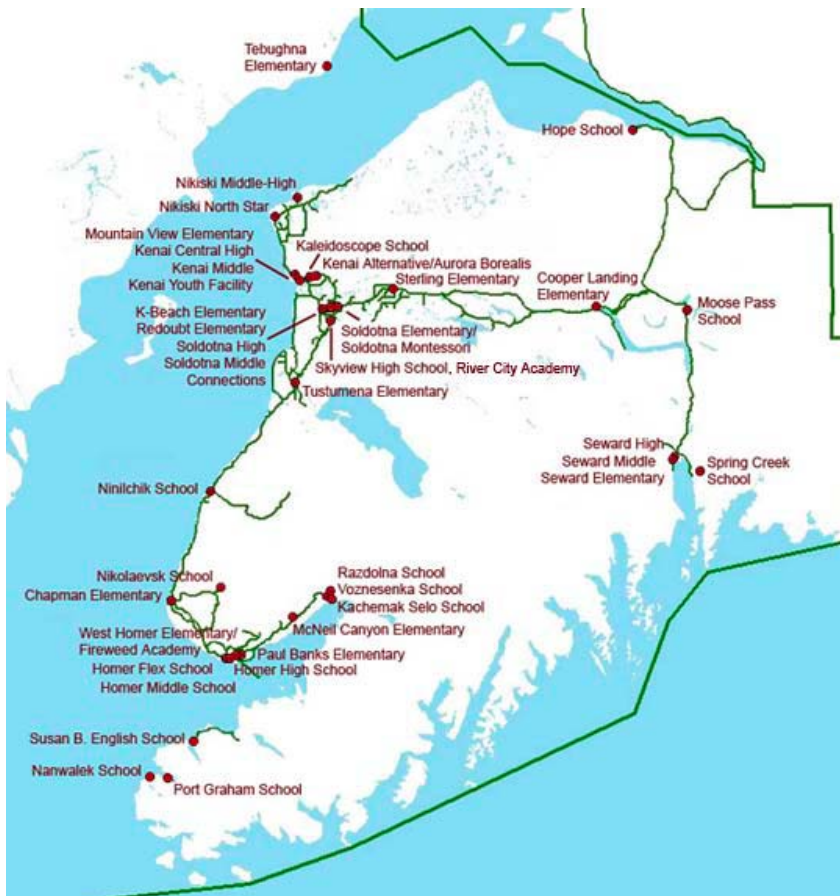 Tebughna
Elementary
Hope School
Nikiski Middle-High
Nikiski North Star
Mountain View Elementary
Kenai Central High
Kenai Middle
Kenai Youth Facility
Kaleidoscope School
Kenai Alternative/Aurora Borealis
Sterling Elementary
Cooper Landing
Elementary
Moose Pass
School
K-Beach Elementary
Redoubt Elementary
Soldotna High
Soldotna Middle
Connections
Soldotna Elementary/
Soldotna Montessori
Skyview High School, River City Academy
Tustumena Elementary
Seward High
Seward Middle
Seward Elementary
Spring Creek
School
Ninilchik School
Nikolaevsk School
Chapman Elementary
Razdolna School
Voznesenka School
Kachemak Selo School
McNeil Canyon Elementary
West Homer Elementary/
Fireweed Academy
Homer Flex School
Homer Middle School
Paul Banks Elementary
Homer High School
Susan B. English School
Nanwalek School
Port Graham School